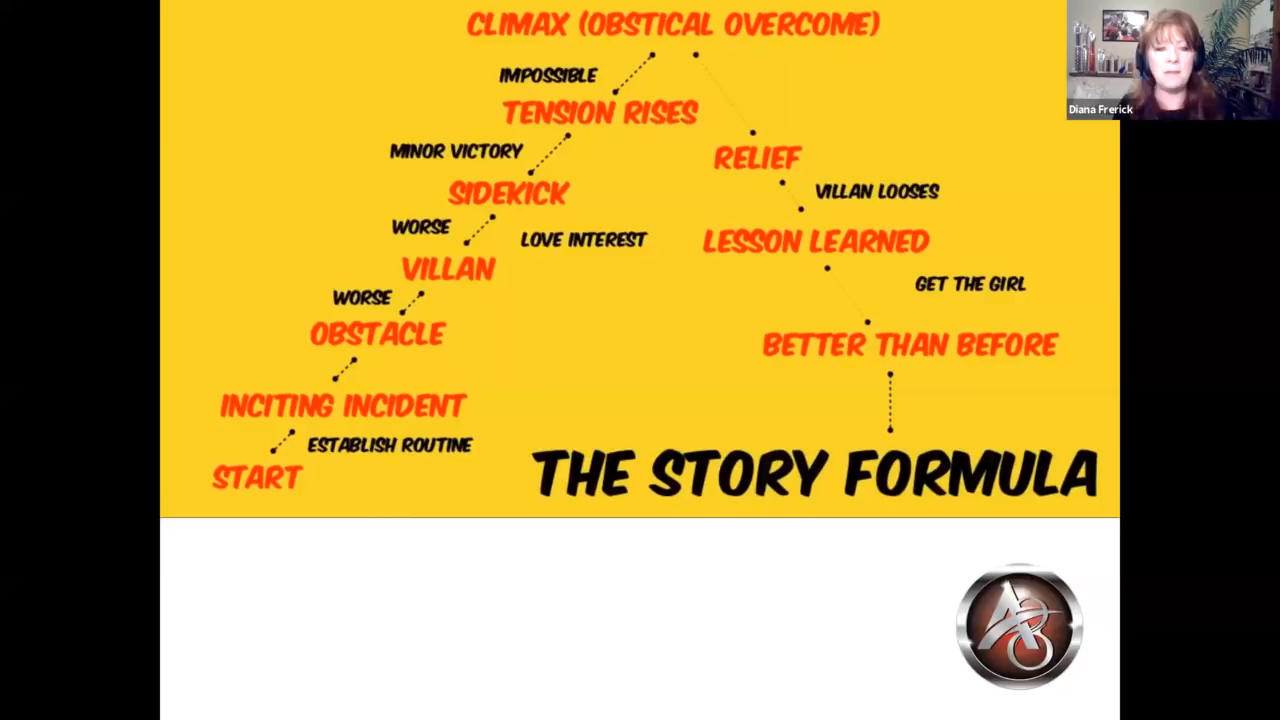 CLIMAX (OBSTICAL OVERCOME)
IMPOSSIBLE
TENSION RISES
MINOR VICTORY
RELIEF
SIDEKICK
VILLAN LOOSES
WORSE
LOVE INTEREST
LESSON LEARNED
VILLAN
GET THE GIRL
WORSE
OBSTACLE
BETTER THAN BEFORE
INCITING INCIDENT
ESTABLISH ROUTINE
START
THE STORY FORMULA
Diana Frerick